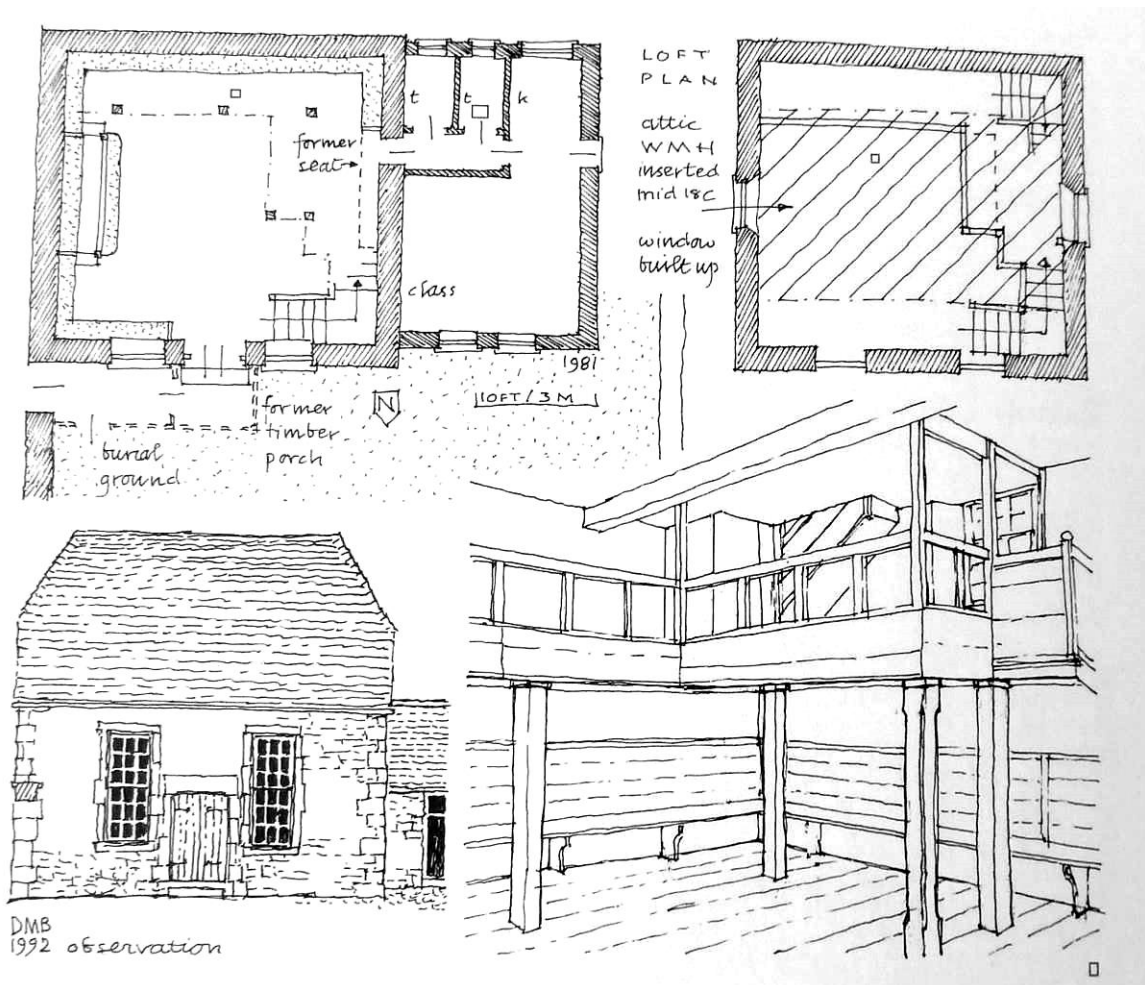 t
t
k
former
seat
class
1981
10FT / 3 M
N
former
timber
porch
burial
ground
LOFT
PLAN
attic
WMH
inserted
mid 18C
window
built up
DMB
1992 observation